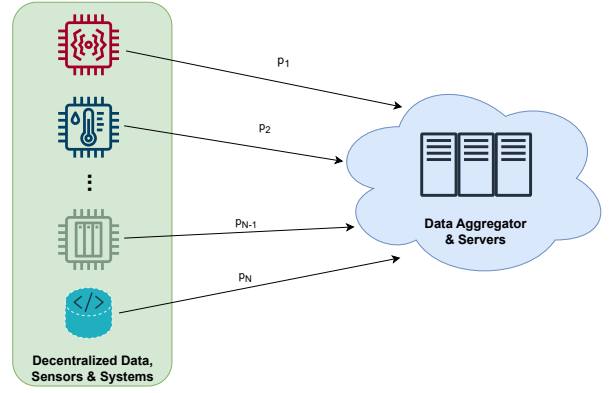 p1
p2
...
pN-1
pN
Data Aggregator
& Servers
</>
Decentralized Data,
Sensors & Systems